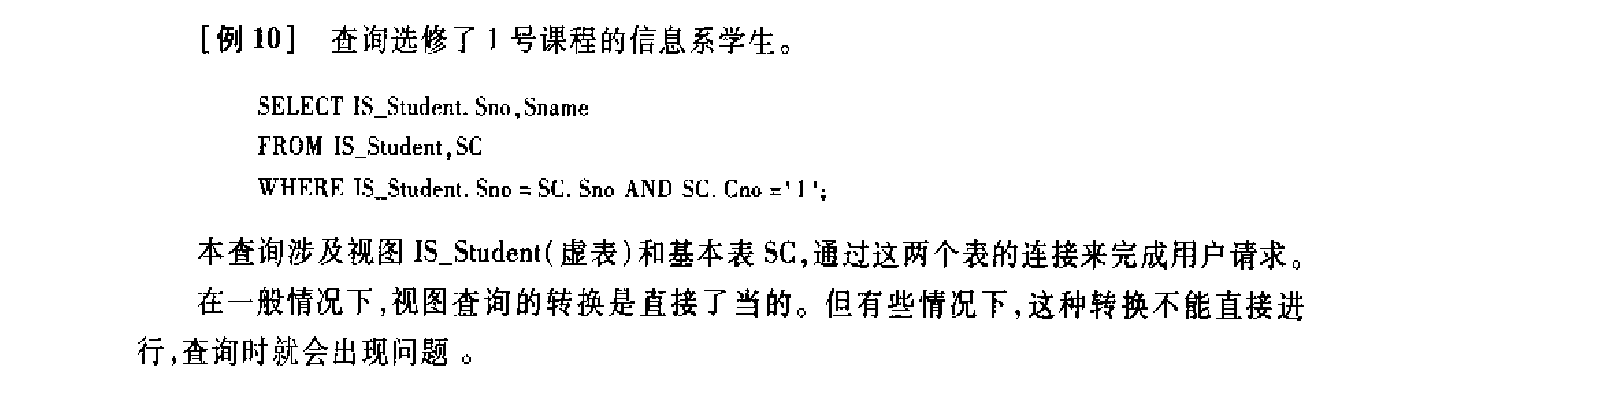 [例10] 查询选修了1号课程的信息系学生。
SELECT IS_Student.Sno,Sname
FROM IS_Student,SC
WHERE IS_Student.Sno = SC.Sno AND SC.Cno ='1';
本查询涉及视图 IS_Student(虚表)和基本表 SC,通过这两个表的连接来完成用户请求。
在一般情况下,视图查询的转换是直接了当的。但有些情况下,这种转换不能直接进
行,查询时就会出现问题。